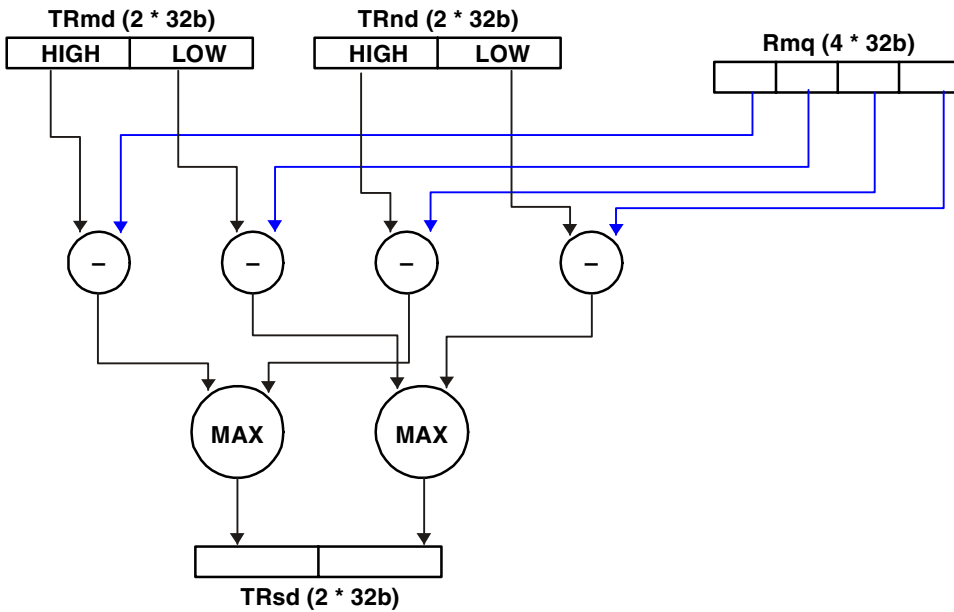 TRmd (2 * 32b) TRnd (2 * 32b)
Rmq (4 * 32b)
HIGH LOW HIGH LOW
– – – –
MAX MAX
TRsd (2 * 32b)